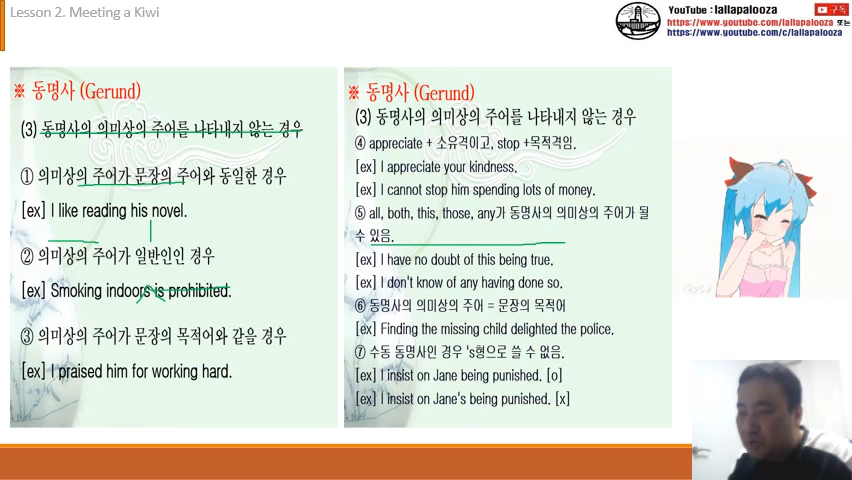 Lesson 2. Meeting a Kiwi
YouTube : lallapalooza
구독
https://www.youtube.com/lallapalooza 또는
https://www.youtube.com/c/lallapalooza
※ 동명사 (Gerund)
(3) 동명사의 의미상의 주어를 나타내지 않는 경우
① 의미상의 주어가 문장의 주어와 동일한 경우
[ex] I like reading his novel.
② 의미상의 주어가 일반인인 경우
[ex] Smoking indoors is prohibited.
③ 의미상의 주어가 문장의 목적어와 같을 경우
[ex] I praised him for working hard.
※ 동명사 (Gerund)
(3) 동명사의 의미상의 주어를 나타내지 않는 경우
④ appreciate + 소유격이고, stop +목적격임.
[ex] I appreciate your kindness.
[ex] I cannot stop him spending lots of money.
⑤ all, both, this, those, any가 동명사의 의미상의 주어가 될
수 있음.
[ex] I have no doubt of this being true.
[ex] I don't know of any having done so.
⑥ 동명사의 의미상의 주어 = 문장의 목적어
[ex] Finding the missing child delighted the police.
⑦ 수동 동명사인 경우 's형으로 쓸 수 없음.
[ex] I insist on Jane being punished. [o]
[ex] I insist on Jane's being punished. [x]